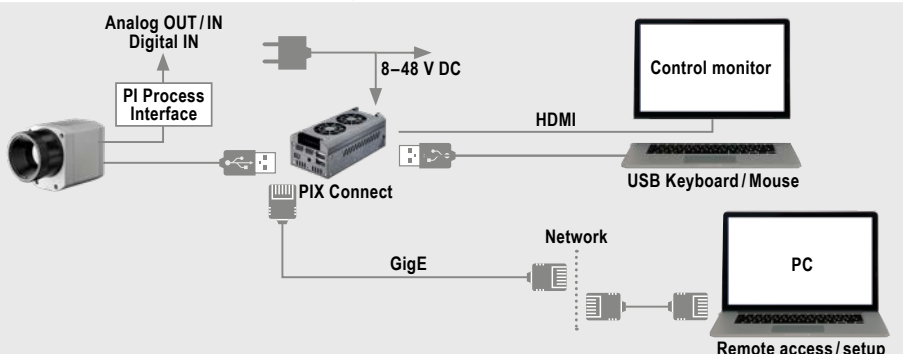 Analog OUT / IN
Digital IN
8–48 V DC
PI Process
Interface
Control monitor
HDMI
PIX Connect
USB Keyboard / Mouse
Network
GigE
PC
Remote access / setup